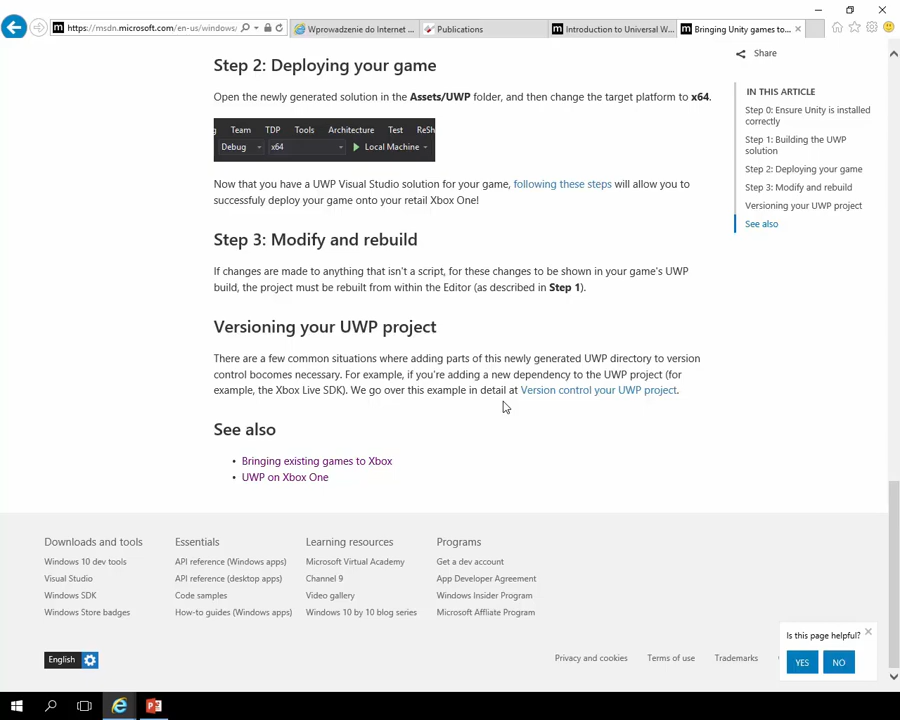 https://msdn.microsoft.com/en-us/windows/
Wprowadzenie do Internet ...
Publications
Introduction to Universal W...
Bringing Unity games to...
Share
Step 2: Deploying your game
Open the newly generated solution in the Assets/UWP folder, and then change the target platform to x64.
Team TDP Tools Architecture Test ReSh
Debug x64 Local Machine
Now that you have a UWP Visual Studio solution for your game, following these steps will allow you to
successfuly deploy your game onto your retail Xbox One!
Step 3: Modify and rebuild
If changes are made to anything that isn't a script, for these changes to be shown in your game's UWP
build, the project must be rebuilt from within the Editor (as described in Step 1).
Versioning your UWP project
There are a few common situations where adding parts of this newly generated UWP directory to version
control bocomes necessary. For example, if you're adding a new dependency to the UWP project (for
example, the Xbox Live SDK). We go over this example in detail at Version control your UWP project.
See also
• Bringing existing games to Xbox
• UWP on Xbox One
IN THIS ARTICLE
Step 0: Ensure Unity is installed
correctly
Step 1: Building the UWP
solution
Step 2: Deploying your game
Step 3: Modify and rebuild
Versioning your UWP project
See also
Downloads and tools
Windows 10 dev tools
Visual Studio
Windows SDK
Windows Store badges
Essentials
API reference (Windows apps)
API reference (desktop apps)
Code samples
How-to guides (Windows apps)
Learning resources
Microsoft Virtual Academy
Channel 9
Video gallery
Windows 10 by 10 blog series
Programs
Get a dev account
App Developer Agreement
Windows Insider Program
Microsoft Affliate Program
Is this page helpful?
YES NO
English
Privacy and cookies Terms of use Trademarks